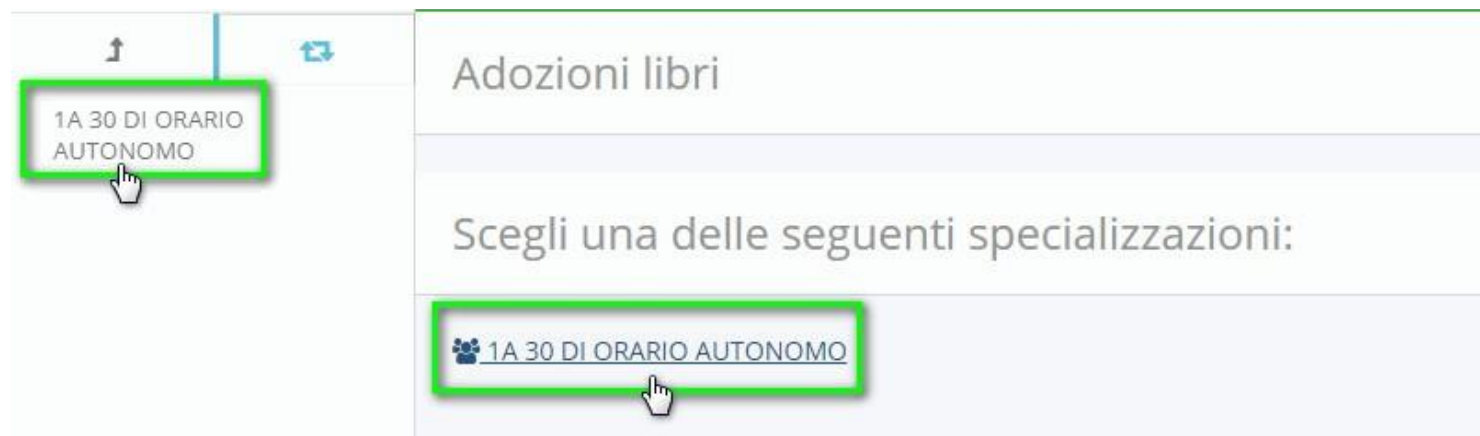 1A 30 DI ORARIO
AUTONOMO
Adozioni libri
Scegli una delle seguenti specializzazioni:
1A 30 DI ORARIO AUTONOMO